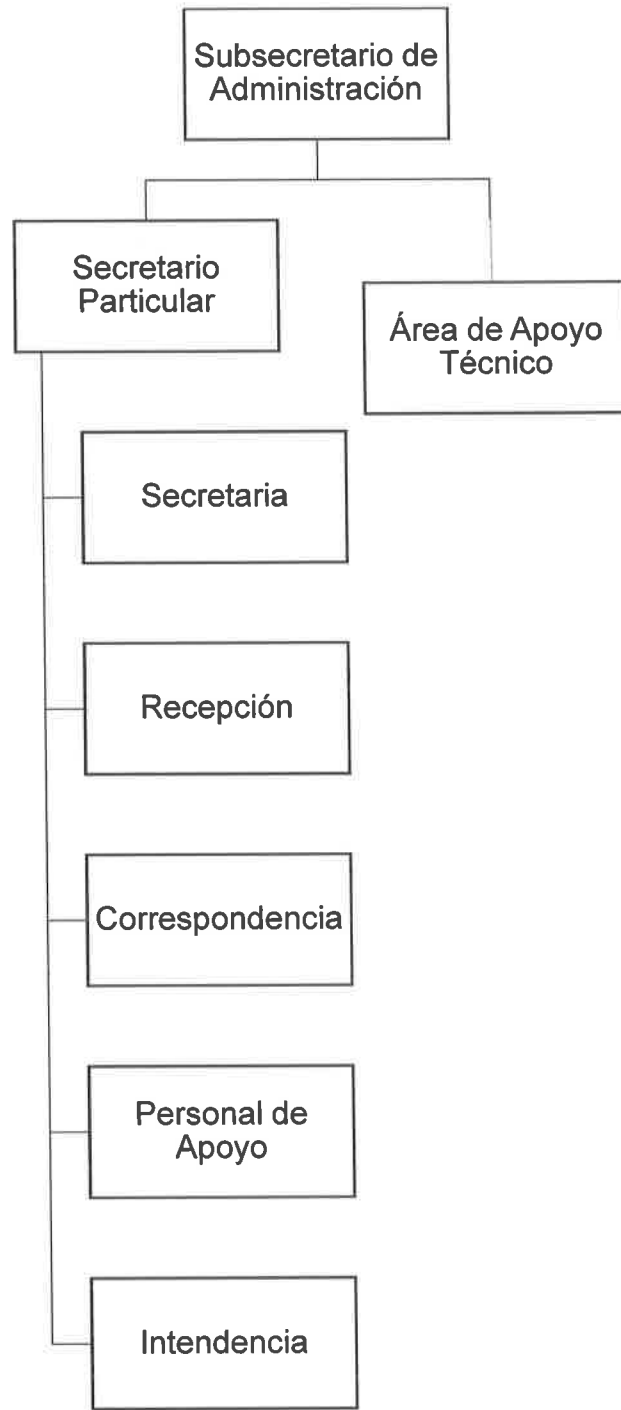 Subsecretario de
Administración
Secretario
Particular
Área de Apoyo
Técnico
Secretaria
Recepción
Correspondencia
Personal de
Apoyo
Intendencia